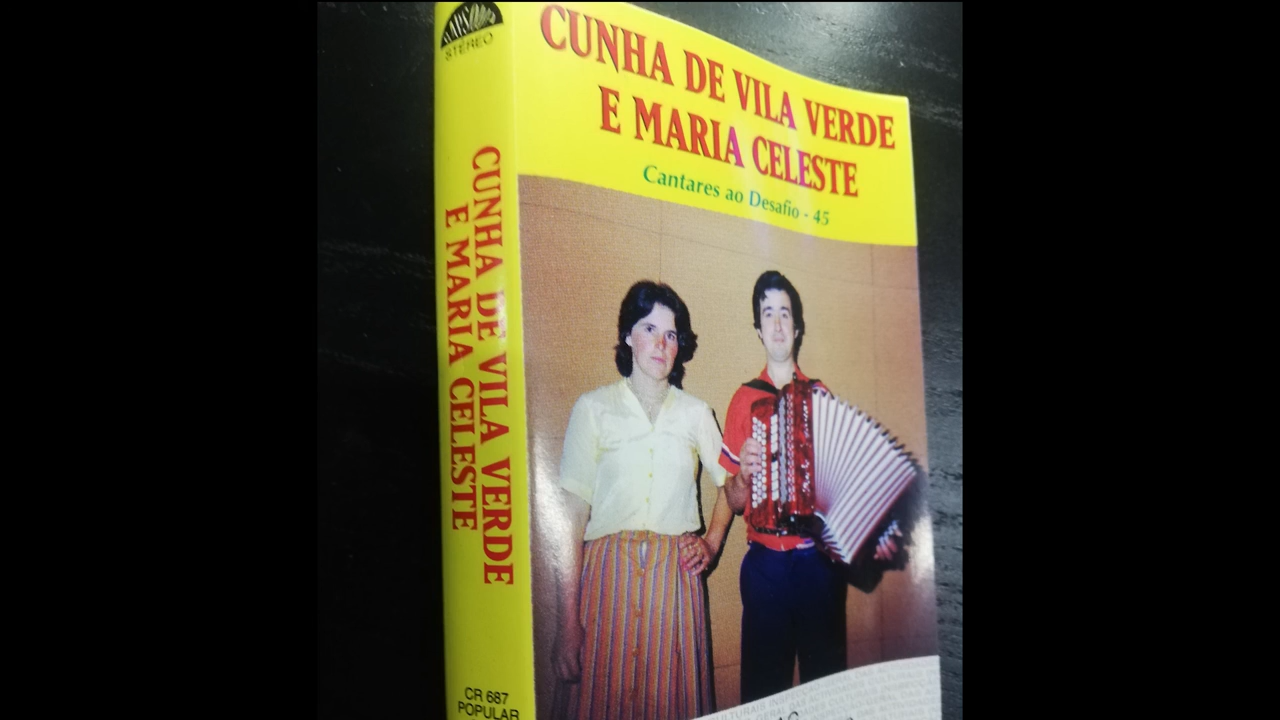 STÉREO
CUNHA DE VILA VERDE
E MARIA CELESTE
CR 687
POPULAR
CUNHA DE VILA VERDE
E MARIA CELESTE
Cantares ao Desafio - 45